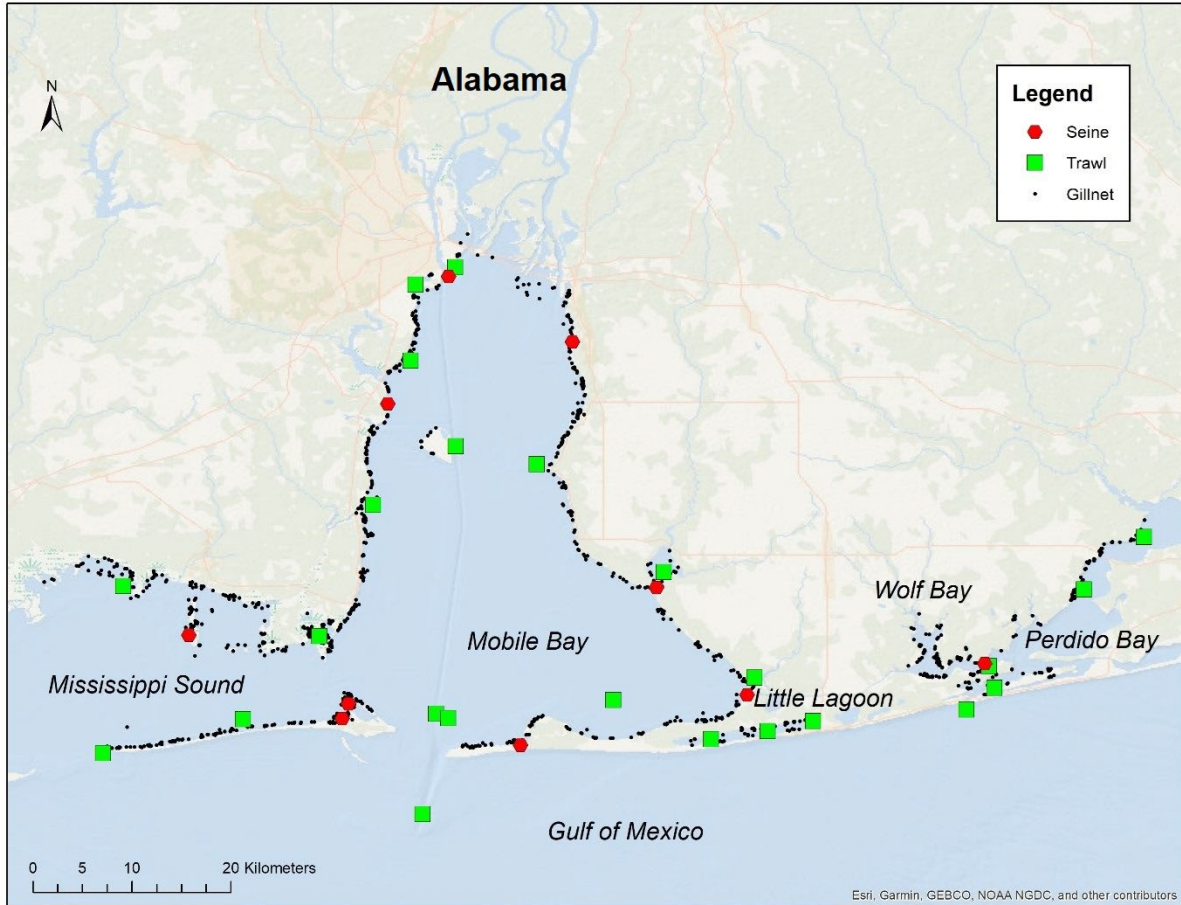 Alabama
N
Legend
Seine
Trawl
Gillnet
Wolf Bay
Perdido Bay
Mobile Bay
Mississippi Sound
Little Lagoon
Gulf of Mexico
0 5 10 20 Kilometers
Esri, Garmin, GEBCO, NOAA NGDC, and other contributors